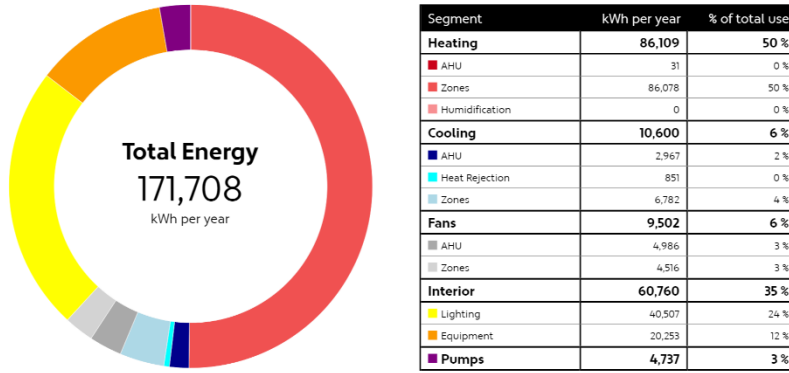 Total Energy
171,708
kWh per year
Segment kWh per year % of total use
Heating 86,109 50 %
AHU 31 0 %
Zones 86,078 50 %
Humidification 0 0 %
Cooling 10,600 6 %
AHU 2,967 2 %
Heat Rejection 851 0 %
Zones 6,782 4 %
Fans 9,502 6 %
AHU 4,986 3 %
Zones 4,516 3 %
Interior 60,760 35 %
Lighting 40,507 24 %
Equipment 20,253 12 %
Pumps 4,737 3 %